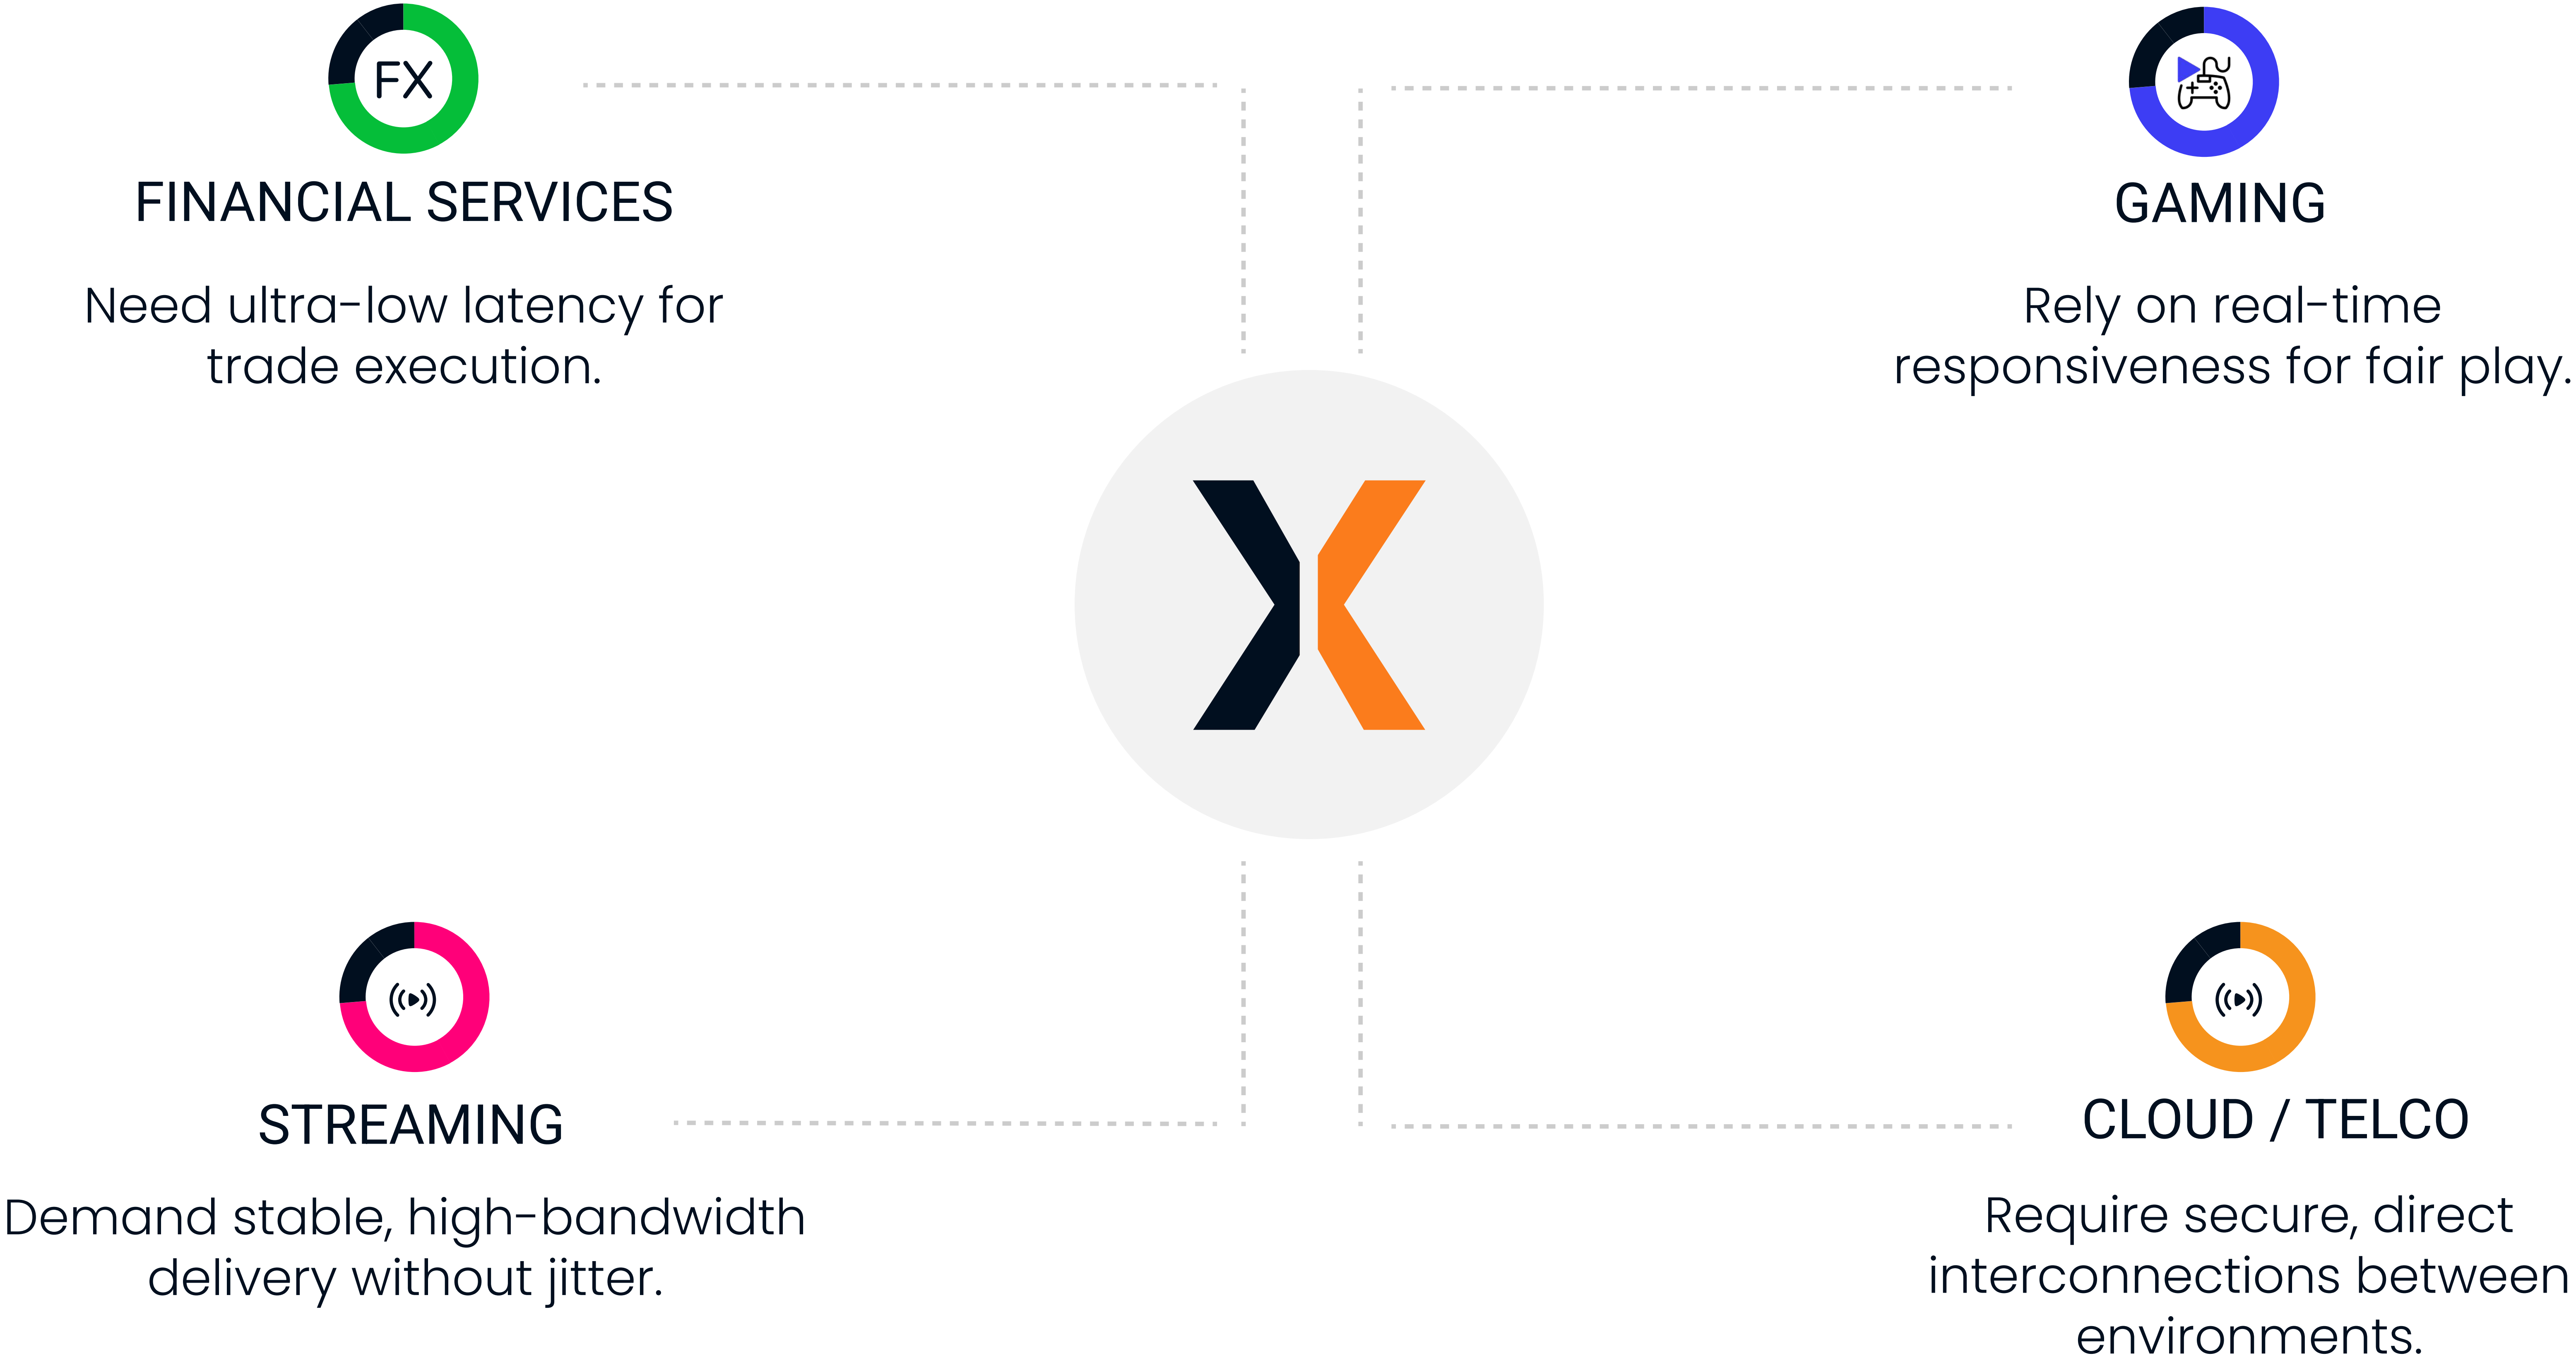 FX
FINANCIAL SERVICES
Need ultra-low latency for
trade execution.
GAMING
Rely on real-time
responsiveness for fair play.
STREAMING
Demand stable, high-bandwidth
delivery without jitter.
CLOUD / TELCO
Require secure, direct
interconnections between
environments.